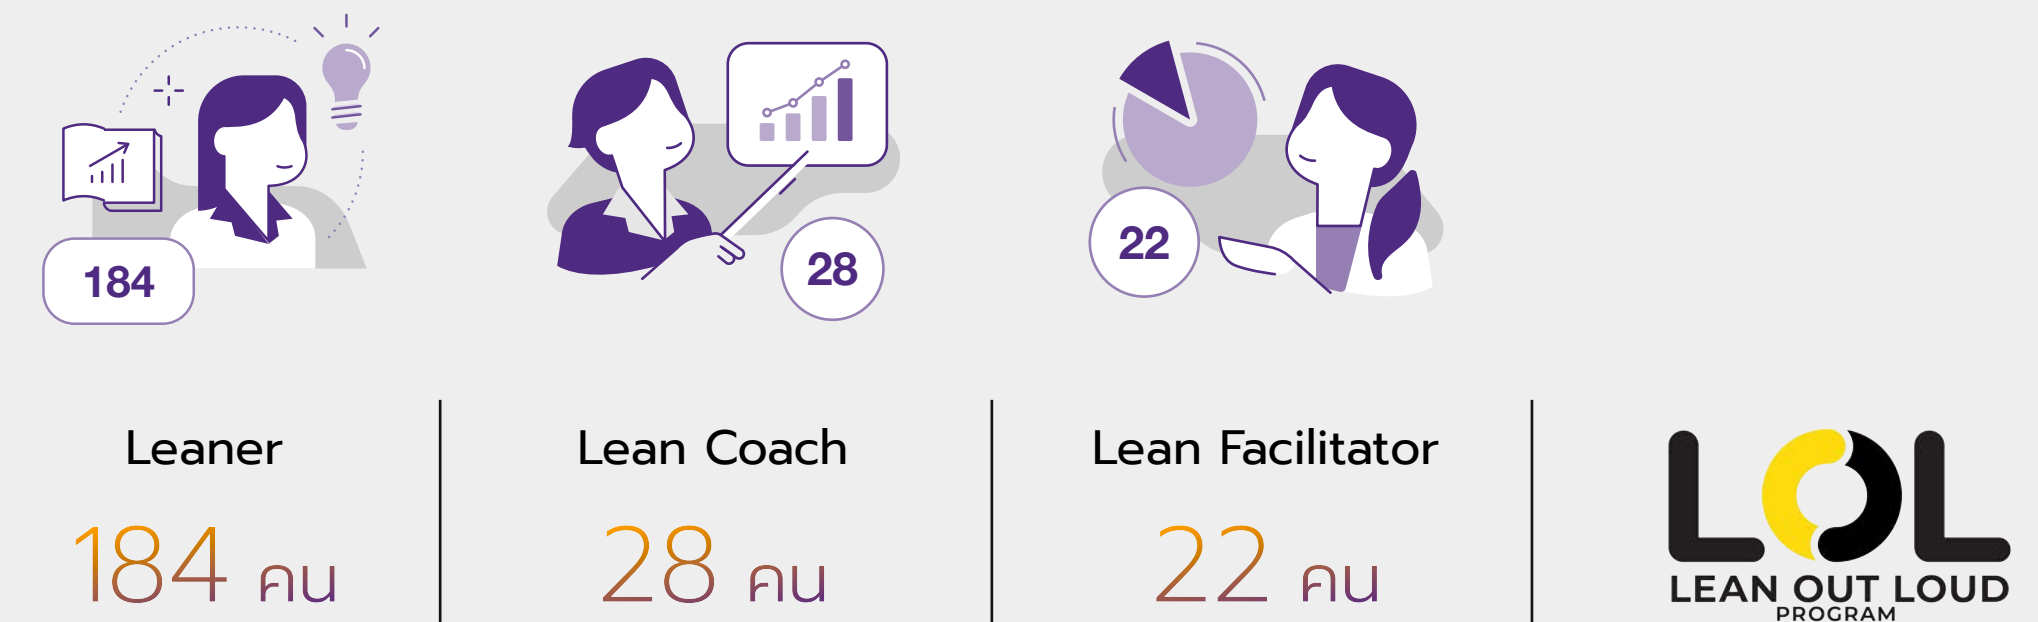 184
28
22
Leaner
184 คน
Lean Coach
28 คน
Lean Facilitator
22 คน
LOL
LEAN OUT LOUD
PROGRAM